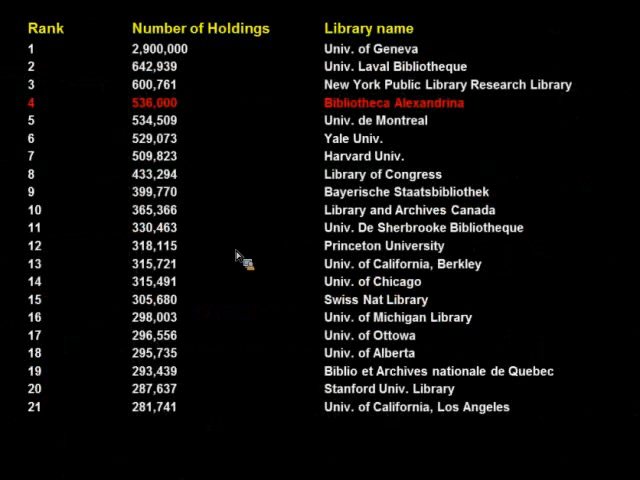 Rank Number of Holdings Library name
1 2,900,000 Univ. of Geneva
2 642,939 Univ. Laval Bibliotheque
3 600,761 New York Public Library Research Library
4 536,000 Bibliotheca Alexandrina
5 534,509 Univ. de Montreal
6 529,073 Yale Univ.
7 509,823 Harvard Univ.
8 433,294 Library of Congress
9 399,770 Bayerische Staatsbibliothek
10 365,366 Library and Archives Canada
11 330,463 Univ. De Sherbrooke Bibliotheque
12 318,115 Princeton University
13 315,721 Univ. of California, Berkley
14 315,491 Univ. of Chicago
15 305,680 Swiss Nat Library
16 298,003 Univ. of Michigan Library
17 296,556 Univ. of Ottowa
18 295,735 Univ. of Alberta
19 293,439 Biblio et Archives nationale de Quebec
20 287,637 Stanford Univ. Library
21 281,741 Univ. of California, Los Angeles